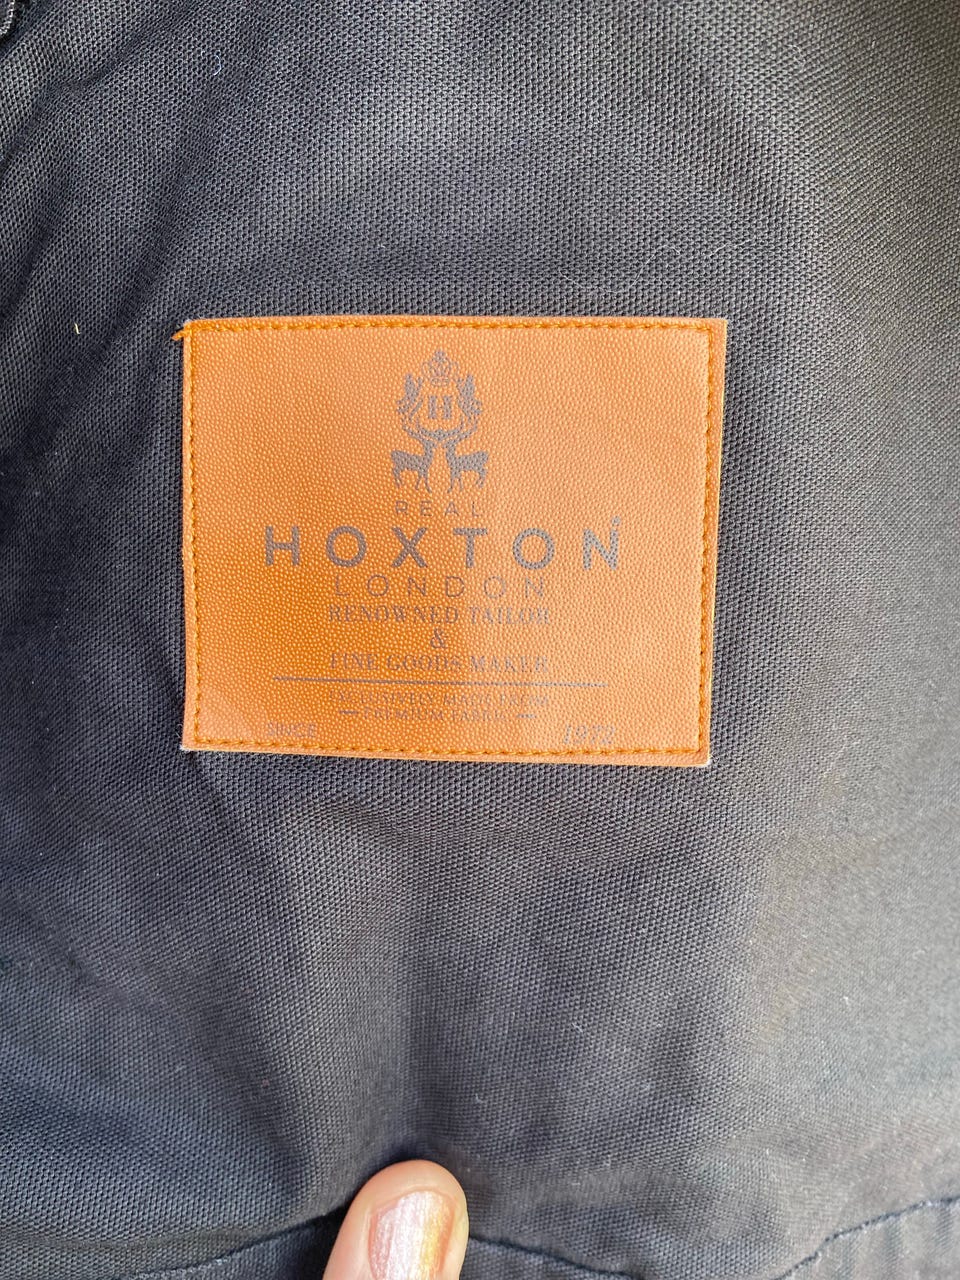 H
REAL
HOXTON
LONDON
RENOWNED TAILOR
&
FINE GOODS MAKER
PREMIUM FABRIC
SINCE